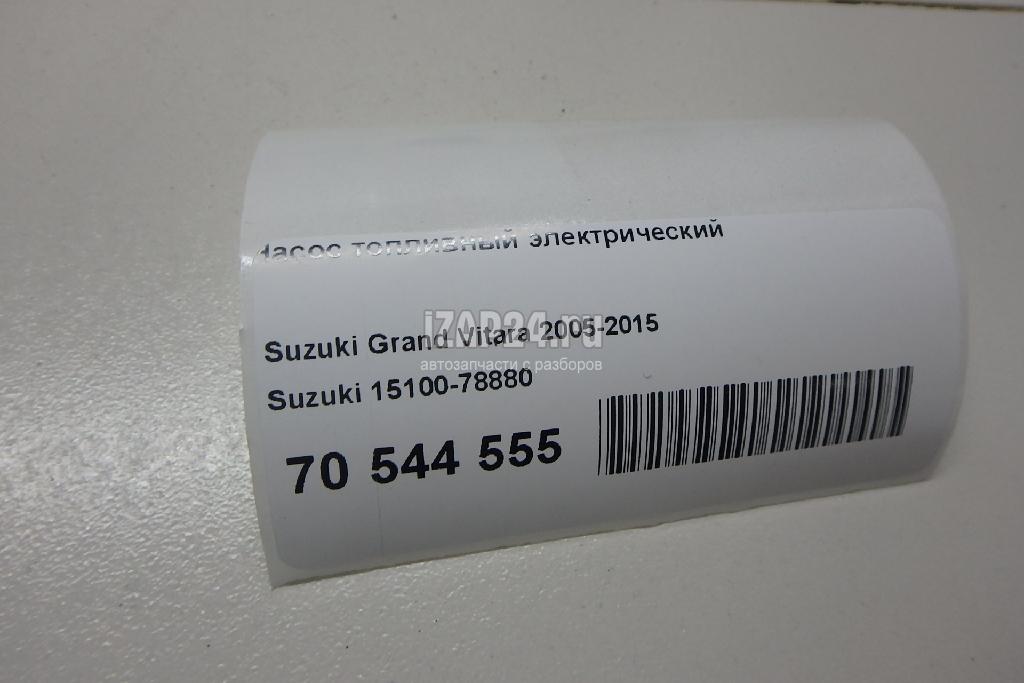 Насос топливный электрический
Suzuki Grand Vitara 2005-2015
iZAP24.ru
автозапчасти с разборов
Suzuki 15100-78880
70 544 555